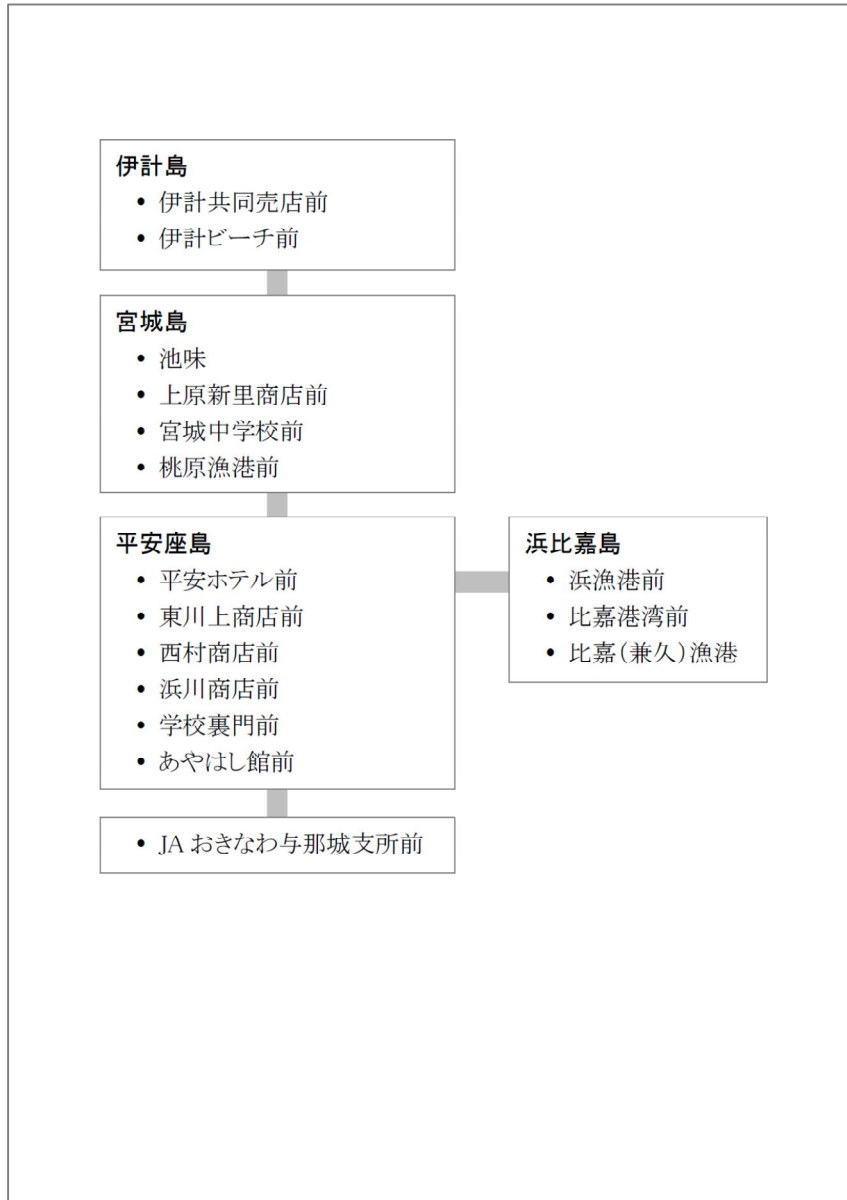 伊計島
• 伊計共同売店前
• 伊計ビーチ前
宮城島
• 池味
• 上原新里商店前
• 宮城中学校前
• 桃原漁港前
平安座島
• 平安ホテル前
• 東川上商店前
• 西村商店前
• 浜川商店前
• 学校裏門前
• あやはし館前
浜比嘉島
• 浜漁港前
• 比嘉港湾前
• 比嘉(兼久)漁港
• JAおきなわ与那城支所前